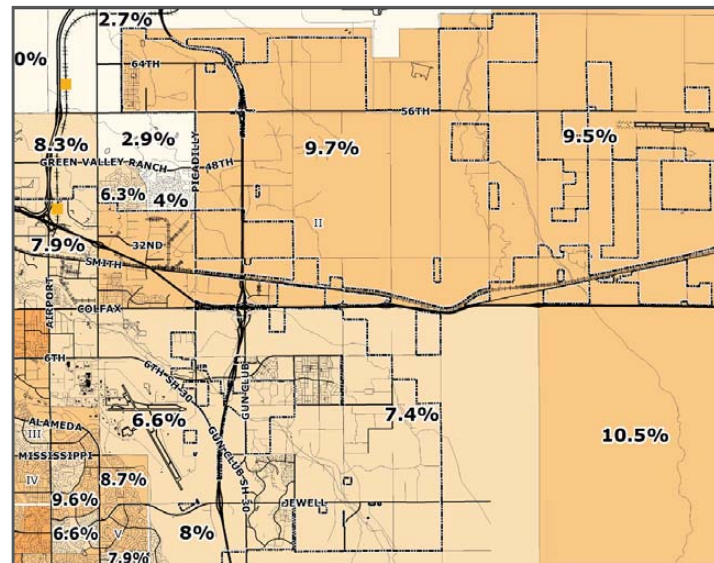 2.7%
0%
64TH
56TH
8.3%
2.9%
9.7%
9.5%
GREEN VALLEY RANCH
48TH
PICADILLY
6.3%
4%
II
7.9%
32ND
SMITH
AIRPORT
COLFAX
6TH
6TH-SH-30
GUN CLUB
6.6%
7.4%
GUN-CLUB-SH-30
ALAMEDA
III
10.5%
MISSISSIPPI
IV
8.7%
9.6%
JEWELL
6.6%
V
8%
7.9%